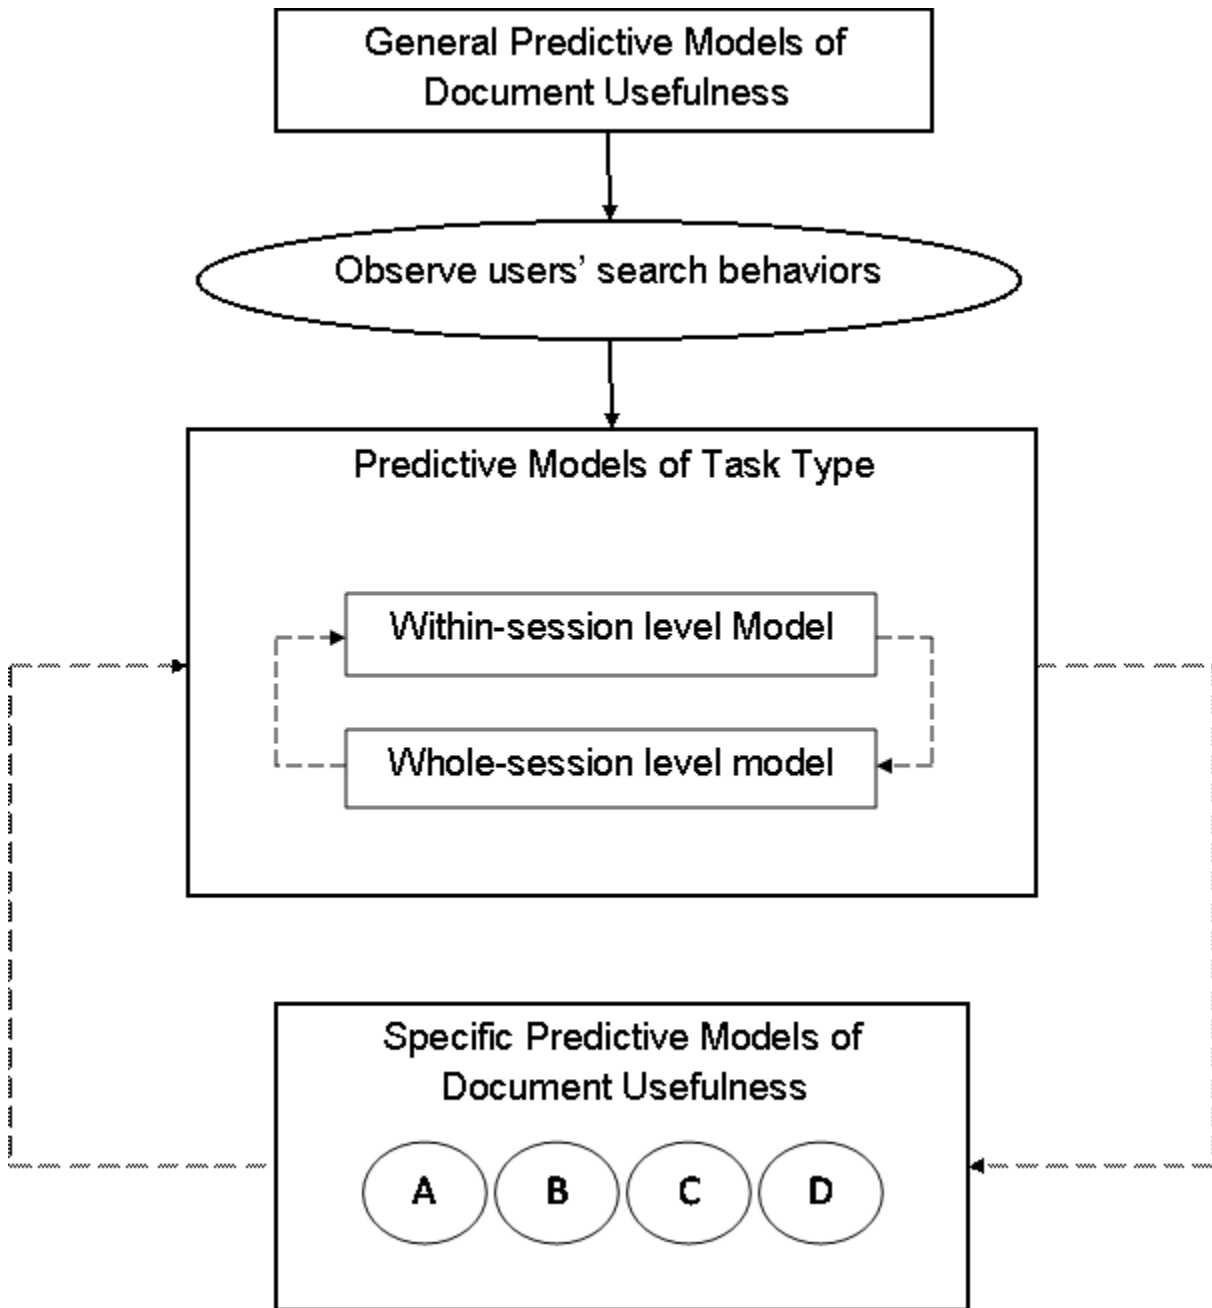 General Predictive Models of
Document Usefulness
Observe users’ search behaviors
Predictive Models of Task Type
Within-session level Model
Whole-session level model
Specific Predictive Models of
Document Usefulness
A B C D